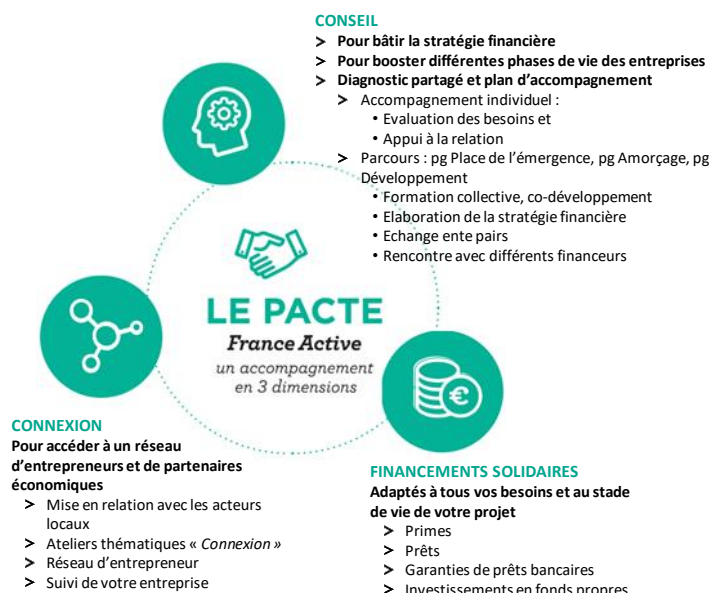 CONSEIL
> Pour bâtir la stratégie financière
> Pour booster différentes phases de vie des entreprises
> Diagnostic partagé et plan d'accompagnement
> Accompagnement individuel :
• Evaluation des besoins et
• Appui à la relation
> Parcours : pg Place de l'émergence, pg Amorçage, pg
Développement
• Formation collective, co-développement
• Elaboration de la stratégie financière
• Echange ente pairs
• Rencontre avec différents financeurs
LE PACTE
France Active
un accompagnement
en 3 dimensions
€
CONNEXION
Pour accéder à un réseau
d'entrepreneurs et de partenaires
économiques
> Mise en relation avec les acteurs
locaux
> Ateliers thématiques « Connexion »
> Réseau d'entrepreneur
> Suivi de votre entreprise
FINANCEMENTS SOLIDAIRES
Adaptés à tous vos besoins et au stade
de vie de votre projet
> Primes
> Prêts
> Garanties de prêts bancaires
> Investissements en fonds propres